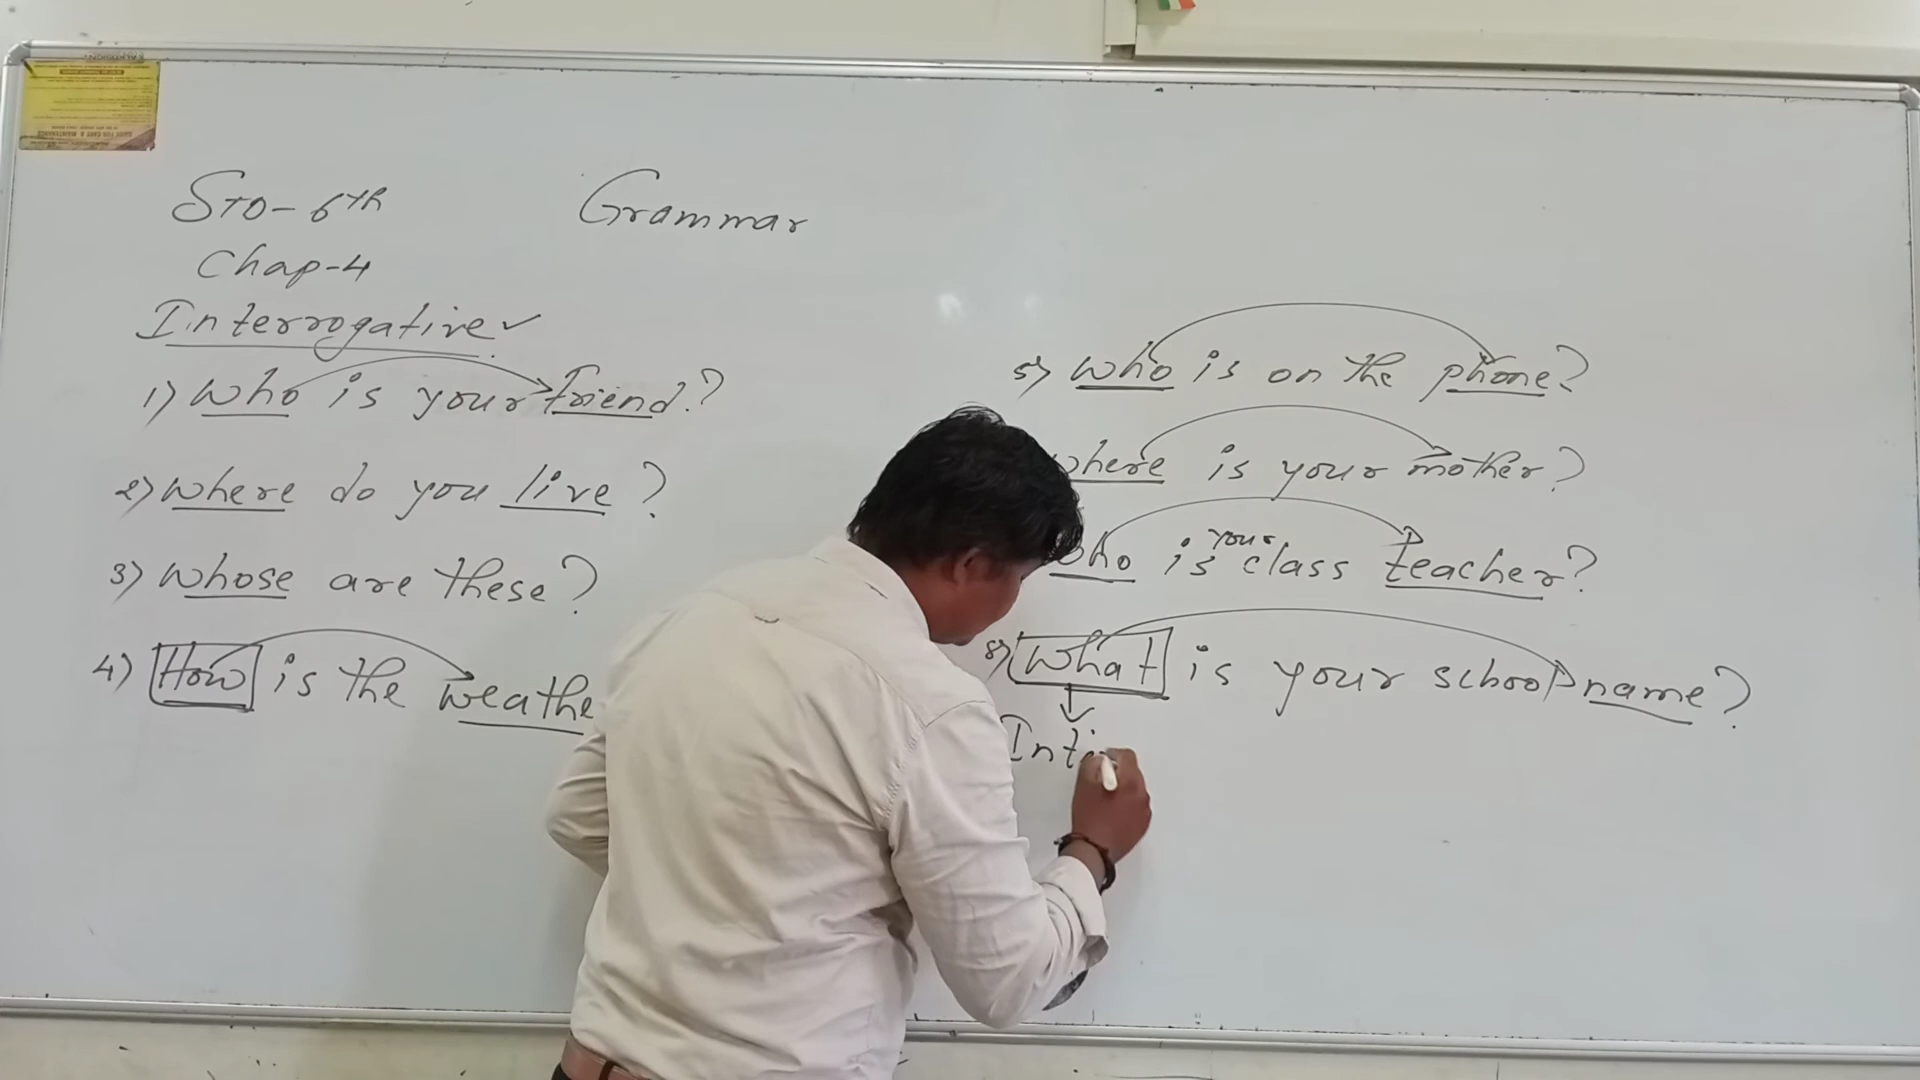 STD- 6th
Grammar
Chap-4
Interrogative
1) Who is your friend.?
2) Where do you live ?
3) Whose are these?
4) How is the weathe
5) Who is on the phone?
where is your mother?
who is your class teacher?
8) What is your school name?
Int